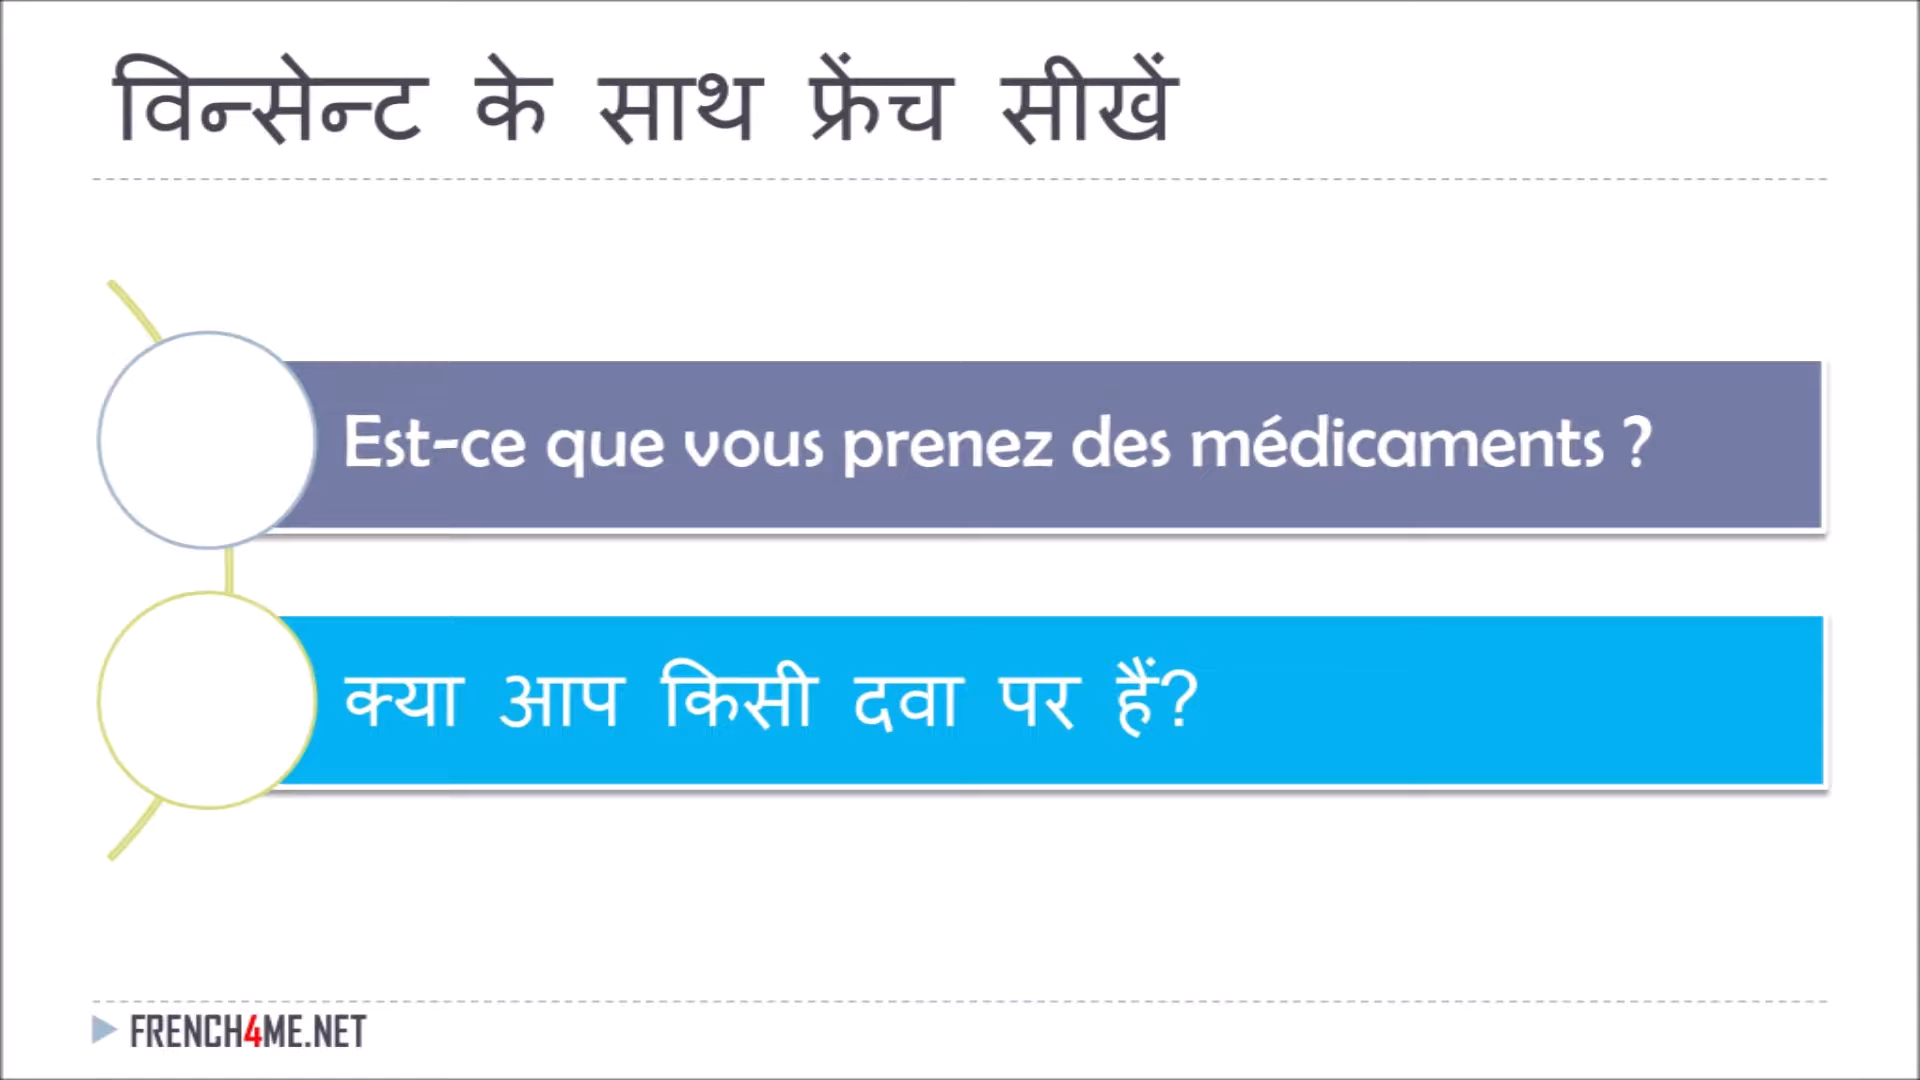 विन्सेन्ट के साथ फ्रेंच सीखें
Est-ce que vous prenez des médicaments ?
क्या आप किसी दवा पर हैं?
FRENCH4ME.NET